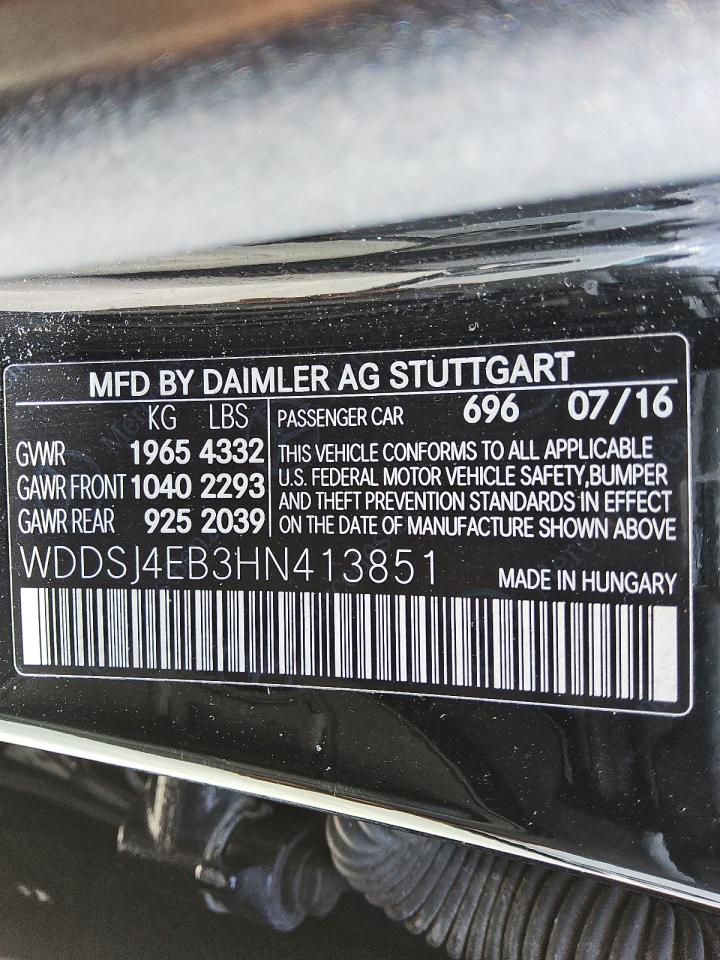 MFD BY DAIMLER AG STUTTGART
KG LBS
GVWR 1965 4332
GAWR FRONT 1040 2293
GAWR REAR 925 2039
PASSENGER CAR 696 07/16
THIS VEHICLE CONFORMS TO ALL APPLICABLE
U.S. FEDERAL MOTOR VEHICLE SAFETY,BUMPER
AND THEFT PREVENTION STANDARDS IN EFFECT
ON THE DATE OF MANUFACTURE SHOWN ABOVE
WDDSJ4EB3HN413851
MADE IN HUNGARY